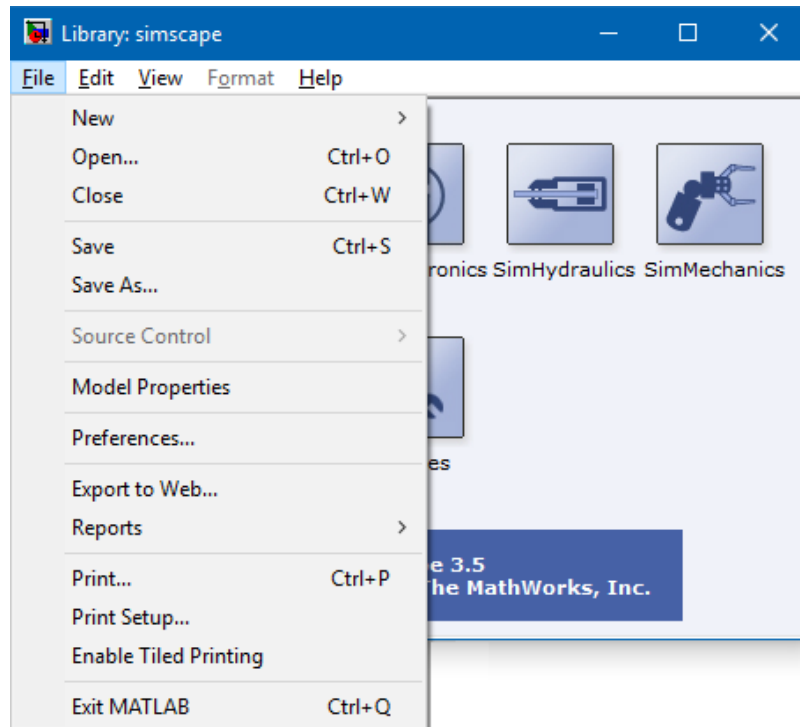 Library: simscape
File Edit View Format Help
New
Open... Ctrl+O
Close Ctrl+W
Save Ctrl+S
Save As...
Source Control
Model Properties
Preferences...
Export to Web...
Reports
Print... Ctrl+P
Print Setup...
Enable Tiled Printing
Exit MATLAB Ctrl+Q
ronics SimHydraulics SimMechanics
es
e 3.5
The MathWorks, Inc.